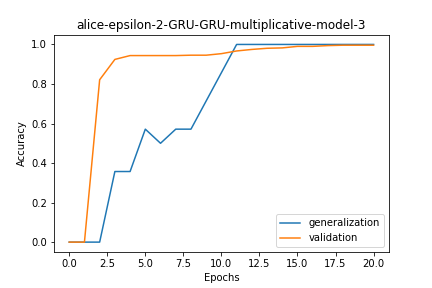 alice-epsilon-2-GRU-GRU-multiplicative-model-3
1.0
0.8
0.6
0.4
0.2
0.0
Accuracy
generalization
validation
0.0 2.5 5.0 7.5 10.0 12.5 15.0 17.5 20.0
Epochs